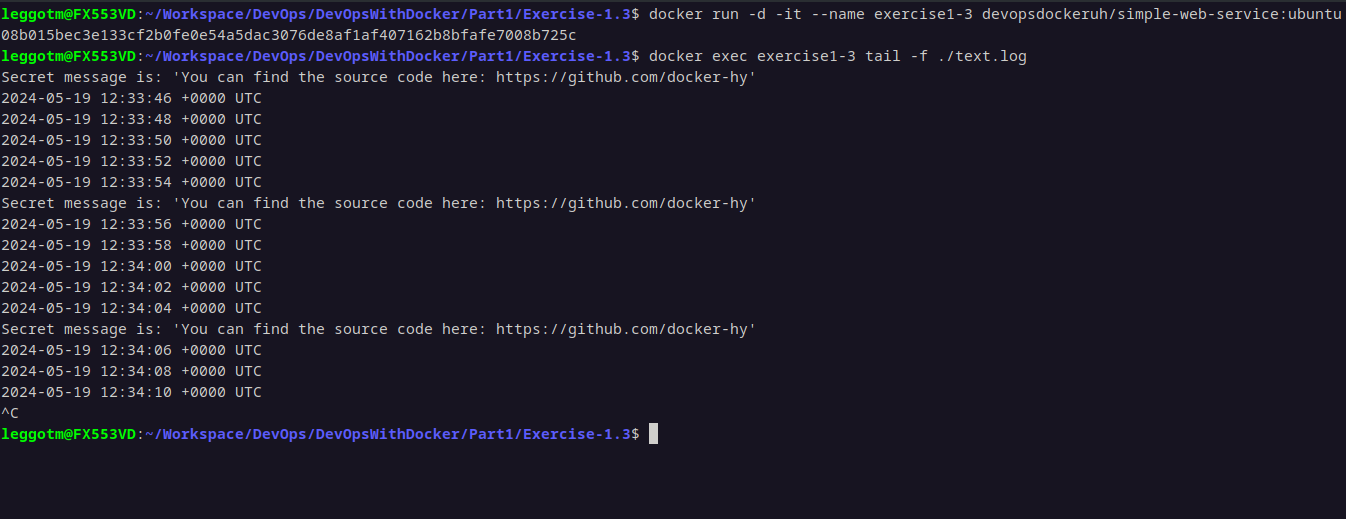 leggotm@FX553VD:~/Workspace/DevOps/DevOpsWithDocker/Part1/Exercise-1.3$ docker run -d -it --name exercise1-3 devopsdockeruh/simple-web-service:ubuntu
08b015bec3e133cf2b0fe0e54a5dac3076de8af1af407162b8bfafe7008b725c
leggotm@FX553VD:~/Workspace/DevOps/DevOpsWithDocker/Part1/Exercise-1.3$ docker exec exercise1-3 tail -f ./text.log
Secret message is: 'You can find the source code here: https://github.com/docker-hy'
2024-05-19 12:33:46 +0000 UTC
2024-05-19 12:33:48 +0000 UTC
2024-05-19 12:33:50 +0000 UTC
2024-05-19 12:33:52 +0000 UTC
2024-05-19 12:33:54 +0000 UTC
Secret message is: 'You can find the source code here: https://github.com/docker-hy'
2024-05-19 12:33:56 +0000 UTC
2024-05-19 12:33:58 +0000 UTC
2024-05-19 12:34:00 +0000 UTC
2024-05-19 12:34:02 +0000 UTC
2024-05-19 12:34:04 +0000 UTC
Secret message is: 'You can find the source code here: https://github.com/docker-hy'
2024-05-19 12:34:06 +0000 UTC
2024-05-19 12:34:08 +0000 UTC
2024-05-19 12:34:10 +0000 UTC
^C
leggotm@FX553VD:~/Workspace/DevOps/DevOpsWithDocker/Part1/Exercise-1.3$